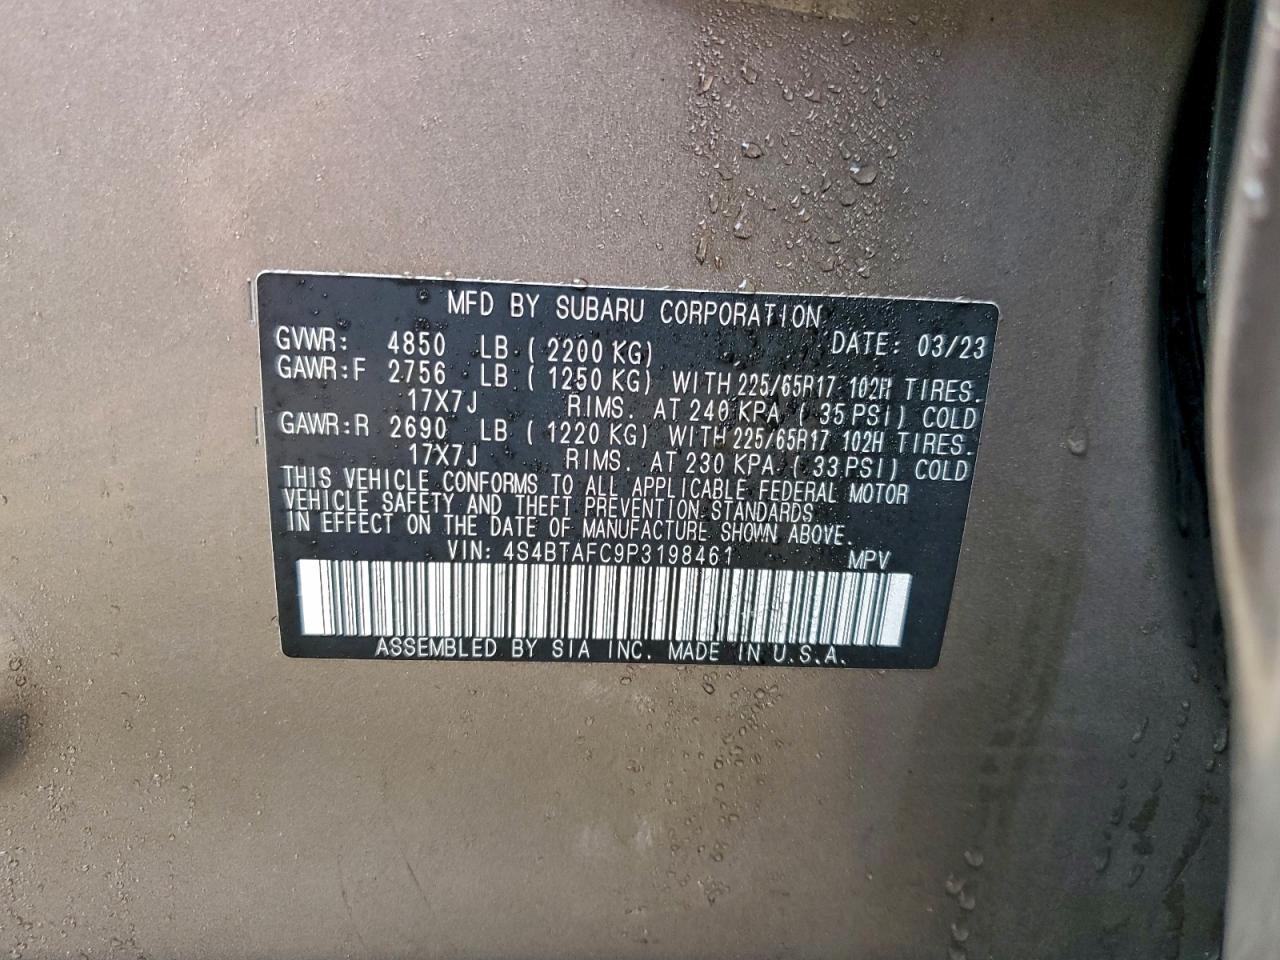 MFD BY SUBARU CORPORATION
GVWR: 4850 LB ( 2200 KG) DATE: 03/23
GAWR:F 2756 LB ( 1250 KG) WITH 225/65R17 102H TIRES.
17X7J RIMS. AT 240 KPA ( 35 PSI) COLD
GAWR:R 2690 LB ( 1220 KG) WITH 225/65R17 102H TIRES.
17X7J RIMS. AT 230 KPA ( 33 PSI) COLD
THIS VEHICLE CONFORMS TO ALL APPLICABLE FEDERAL MOTOR
VEHICLE SAFETY AND THEFT PREVENTION STANDARDS
IN EFFECT ON THE DATE OF MANUFACTURE SHOWN ABOVE.
VIN: 4S4BTAFC9P3198461 MPV
ASSEMBLED BY SIA INC. MADE IN U.S.A.